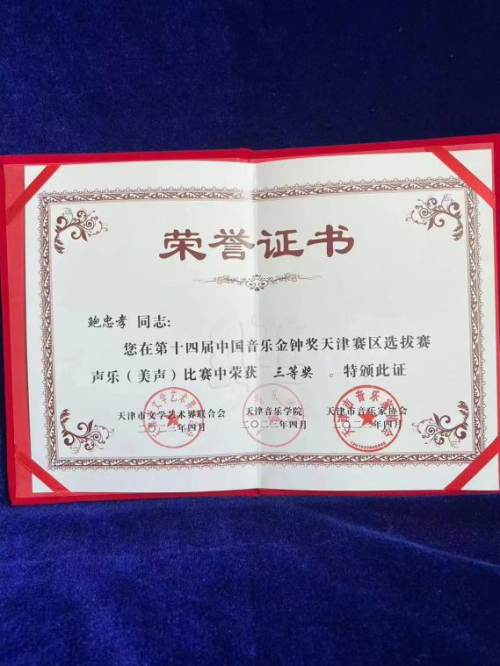 荣誉证书
鲍忠孝 同志:
您在第十四届中国音乐金钟奖天津赛区选拔赛
声乐（美声）比赛中荣获 三等奖 。特颁此证
天津市文学艺术界联合会 天津音乐学院 天津市音乐家协会
二〇二三年四月 二〇二三年四月 二〇二三年四月